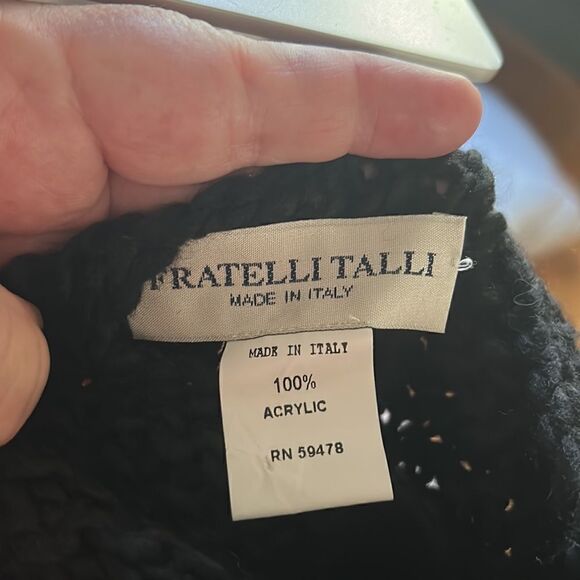 FRATELLI TALLI
MADE IN ITALY
MADE IN ITALY
100%
ACRYLIC
RN 59478